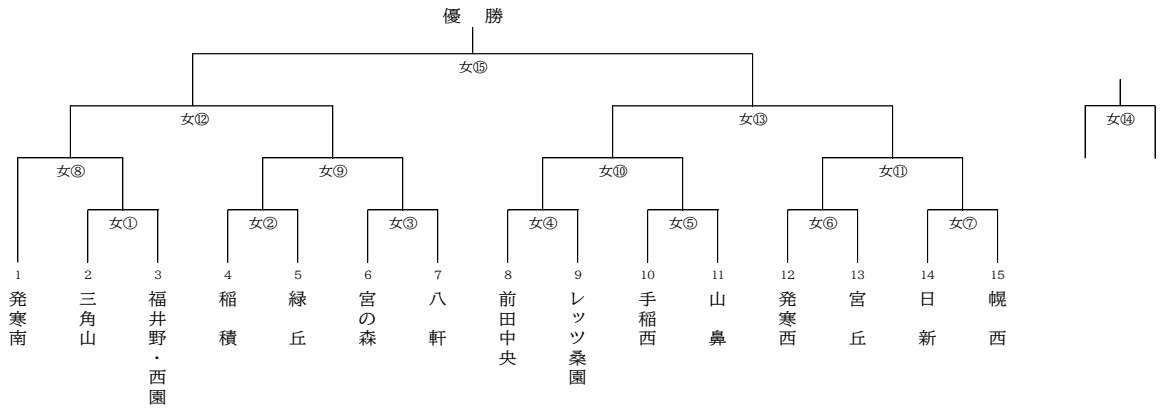 優 勝
女⑮
女⑫
女⑬
女⑭
女⑧
女⑨
女⑩
女⑪
女①
女②
女③
女④
女⑤
女⑥
女⑦
1
2
3
4
5
6
7
8
9
10
11
12
13
14
15
発寒南
三角山
福井野・西園
稲積
緑丘
宮の森
八軒
前田中央
レッツ桑園
手稲西
山鼻
発寒西
宮丘
日新
幌西